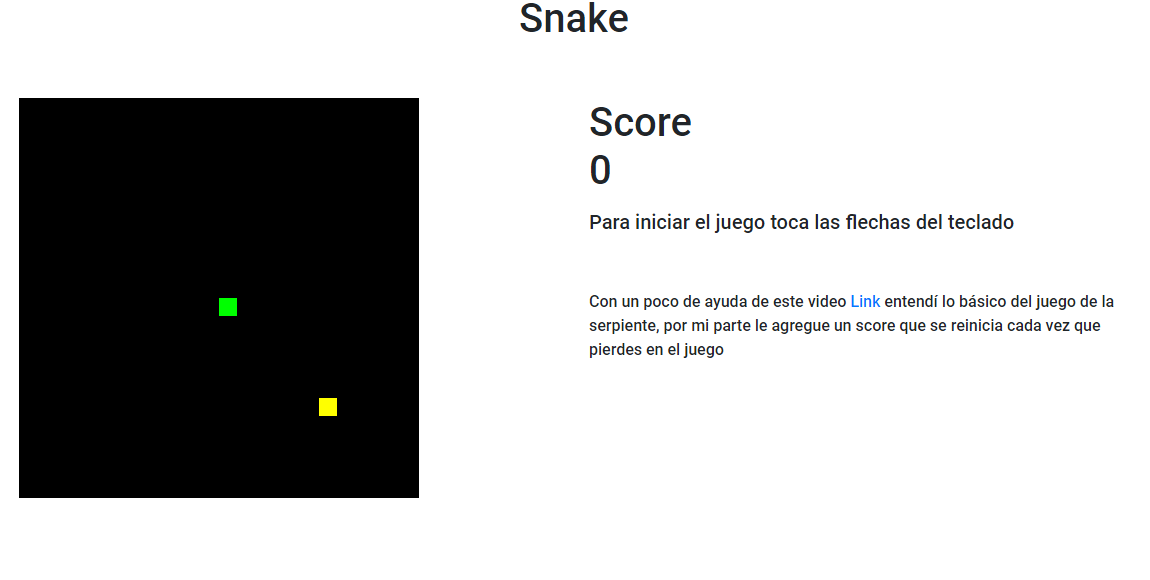 Snake
Score
0
Para iniciar el juego toca las flechas del teclado
Con un poco de ayuda de este video Link entendí lo básico del juego de la
serpiente, por mi parte le agregue un score que se reinicia cada vez que
pierdes en el juego